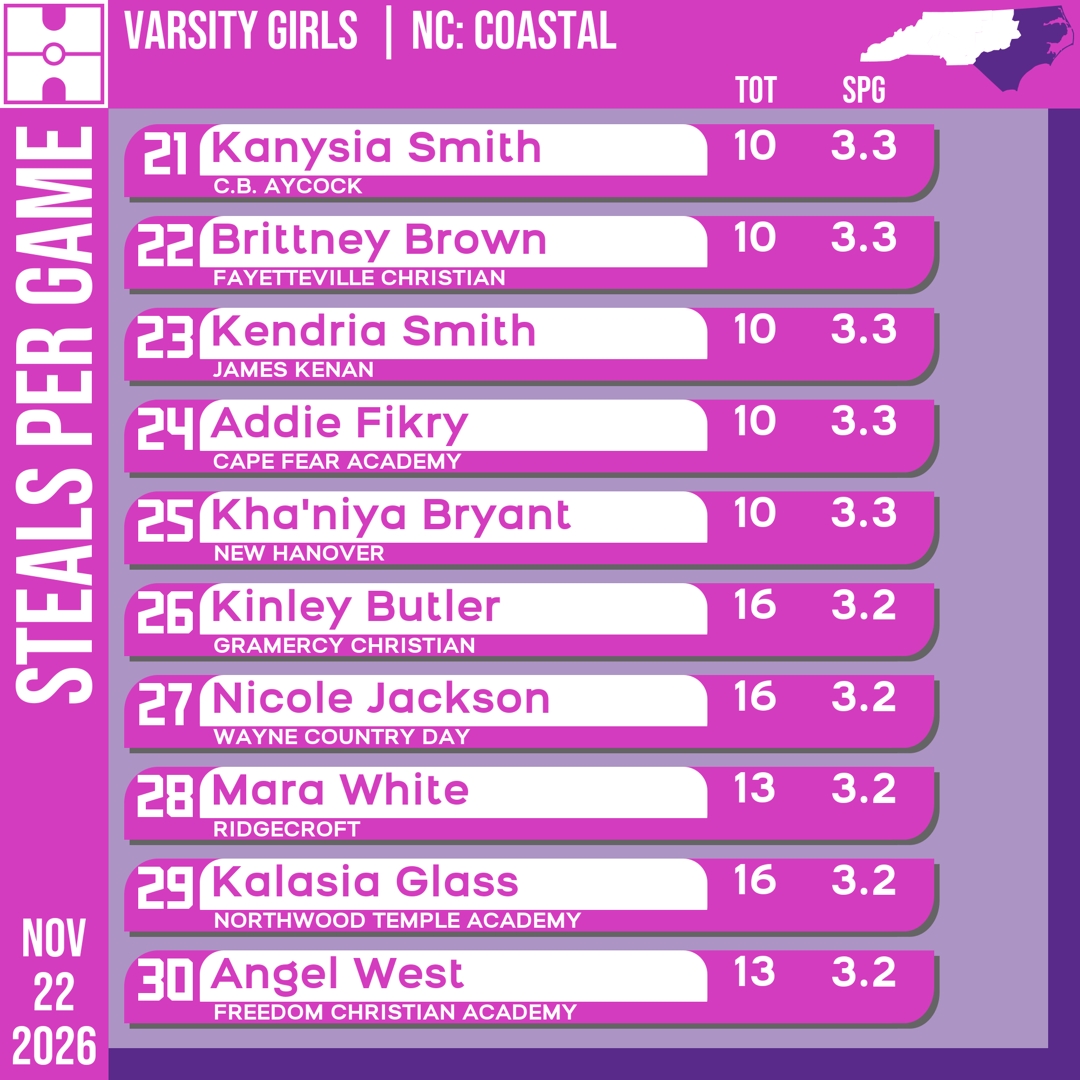 VARSITY GIRLS | NC: COASTAL
TOT SPG
STEALS PER GAME
21 Kanysia Smith 10 3.3
C.B. AYCOCK
22 Brittney Brown 10 3.3
FAYETTEVILLE CHRISTIAN
23 Kendria Smith 10 3.3
JAMES KENAN
24 Addie Fikry 10 3.3
CAPE FEAR ACADEMY
25 Kha'niya Bryant 10 3.3
NEW HANOVER
26 Kinley Butler 16 3.2
GRAMERCY CHRISTIAN
27 Nicole Jackson 16 3.2
WAYNE COUNTRY DAY
28 Mara White 13 3.2
RIDGECROFT
29 Kalasia Glass 16 3.2
NORTHWOOD TEMPLE ACADEMY
30 Angel West 13 3.2
FREEDOM CHRISTIAN ACADEMY
NOV
22
2026